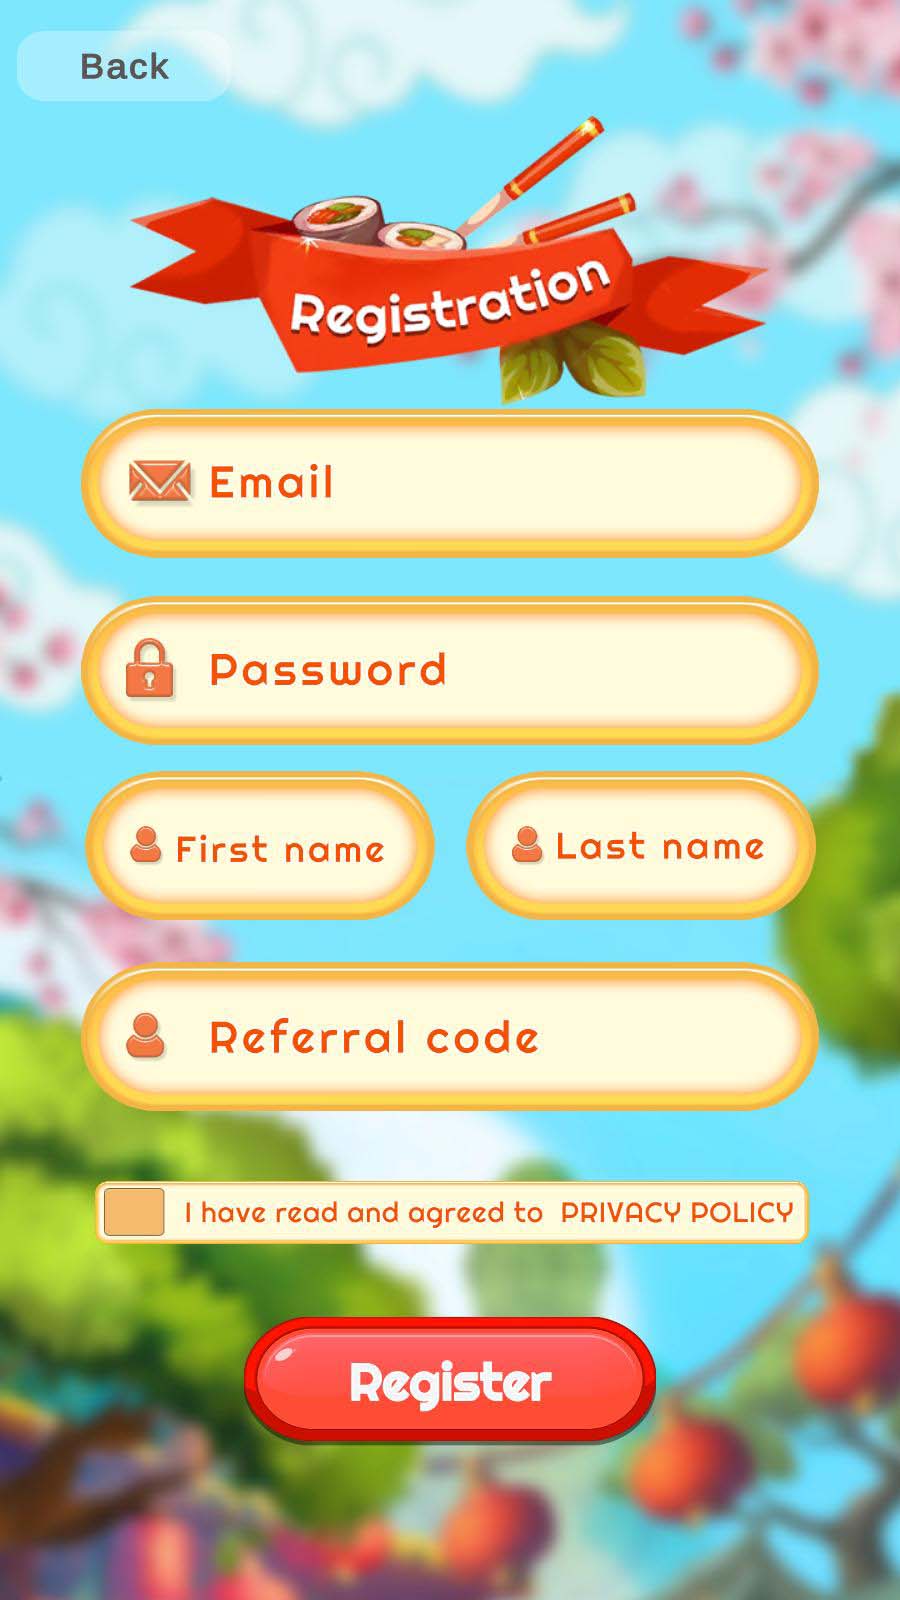 Back
Registration
Email
Password
First name
Last name
Referral code
I have read and agreed to PRIVACY POLICY
Register